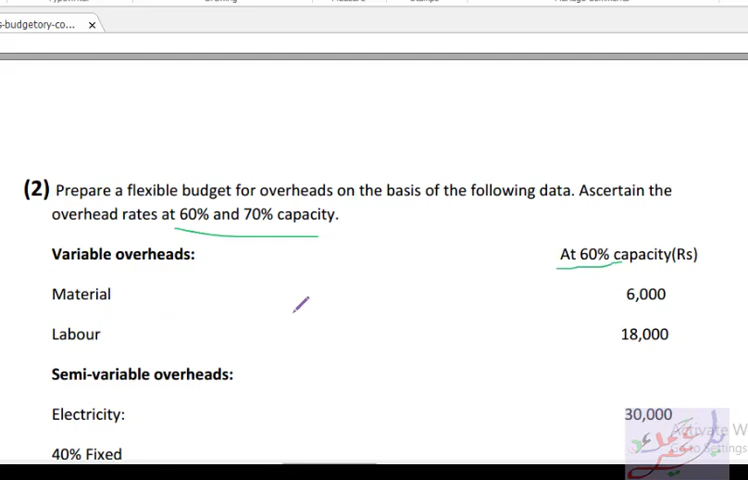 s-budgetory-co...
(2) Prepare a flexible budget for overheads on the basis of the following data. Ascertain the
overhead rates at 60% and 70% capacity.
Variable overheads: At 60% capacity(Rs)
Material 6,000
Labour 18,000
Semi-variable overheads:
Electricity: 30,000
40% Fixed